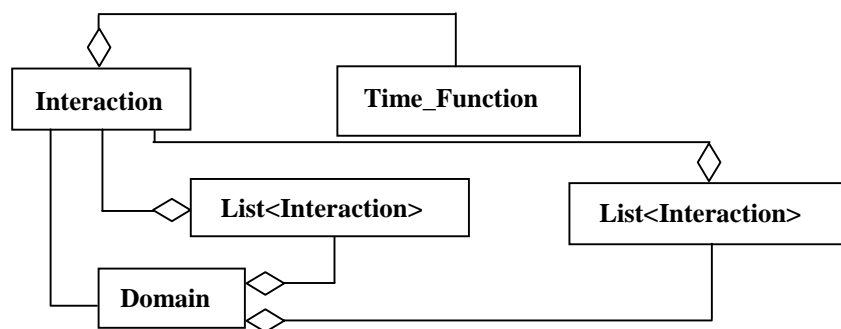 Interaction
Time_Function
List<Interaction>
List<Interaction>
Domain